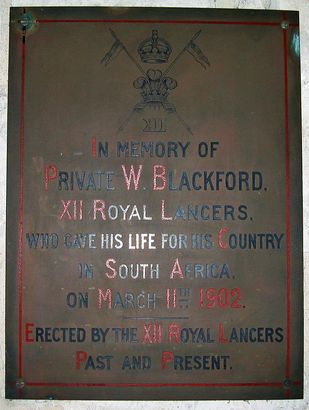 XII
IN MEMORY OF
PRIVATE W. BLACKFORD.
XII ROYAL LANCERS.
WHO GAVE HIS LIFE FOR HIS COUNTRY
IN SOUTH AFRICA.
ON MARCH 11TH 1902.
ERECTED BY THE XII ROYAL LANCERS
PAST AND PRESENT.